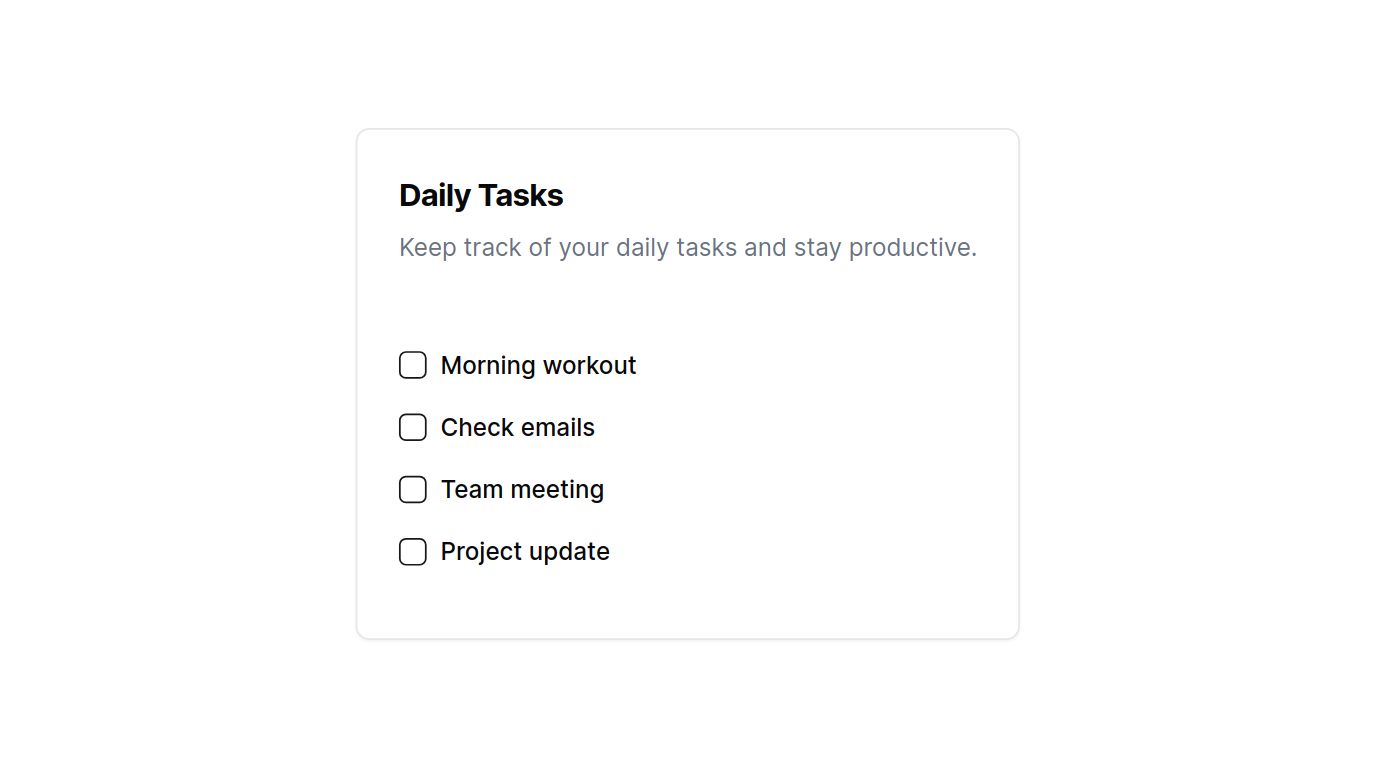 Daily Tasks
Keep track of your daily tasks and stay productive.
Morning workout
Check emails
Team meeting
Project update